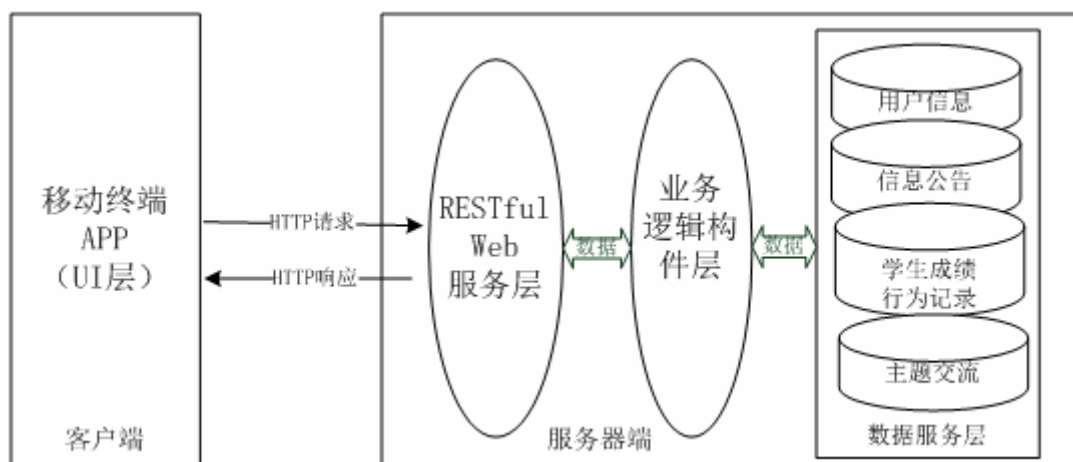 移动终端
APP
（UI层）
客户端
HTTP请求
HTTP响应
RESTful
Web
服务层
数据
业务
逻辑构
件层
数据
服务器端
用户信息
信息公告
学生成绩
行为记录
主题交流
数据服务层